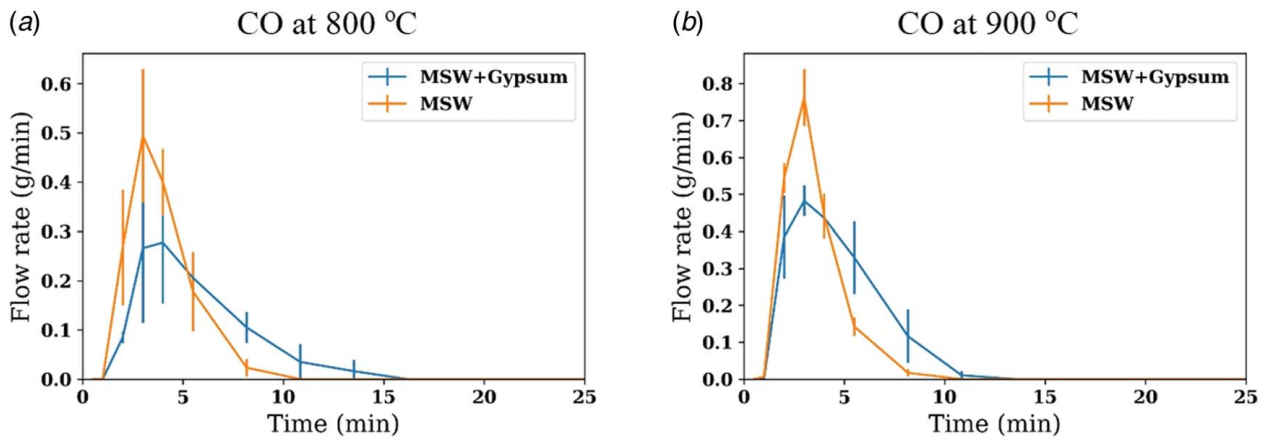 (a) CO at 800 °C
MSW+Gypsum
MSW
Flow rate (g/min)
0.6
0.5
0.4
0.3
0.2
0.1
0.0
0 5 10 15 20 25
Time (min)
(b) CO at 900 °C
MSW+Gypsum
MSW
Flow rate (g/min)
0.8
0.7
0.6
0.5
0.4
0.3
0.2
0.1
0.0
0 5 10 15 20 25
Time (min)